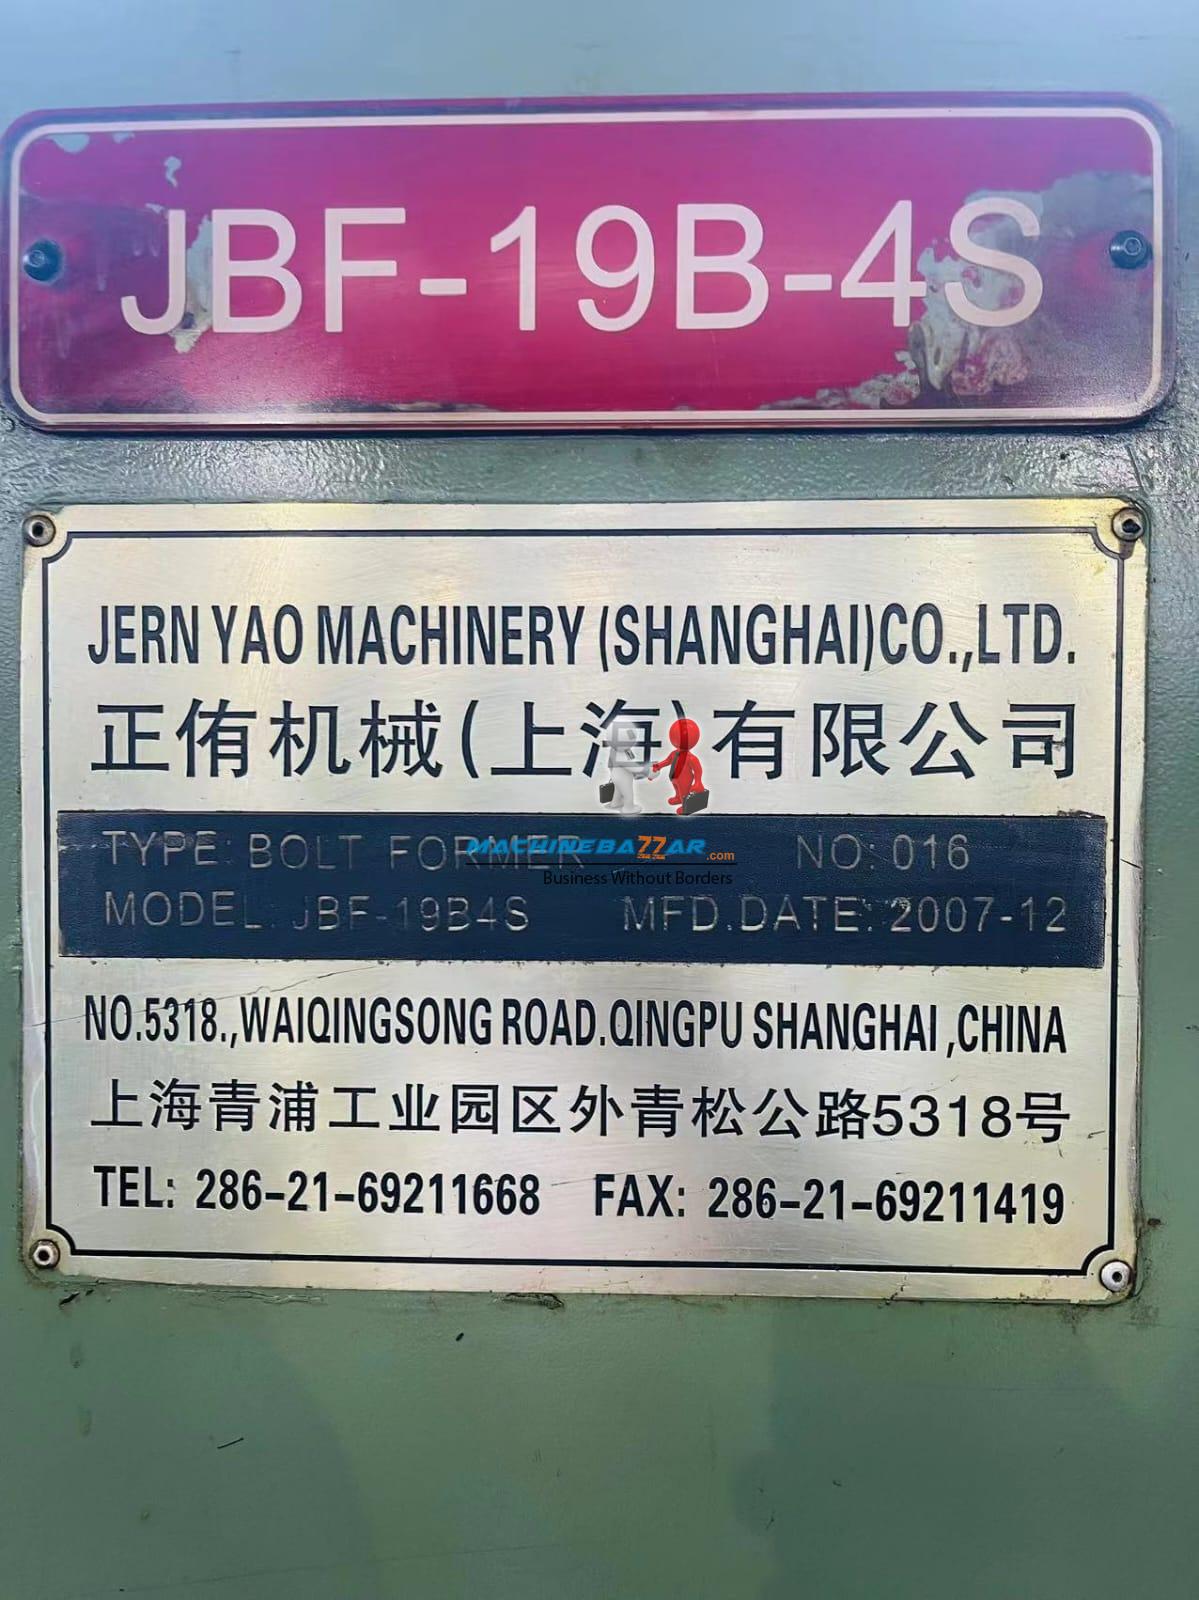 JBF-19B-4S
JERN YAO MACHINERY (SHANGHAI)CO.,LTD.
正侑机械(上海)有限公司
TYPE: BOLT FORMER NO: 016
MACHINEBAZZAR.com
Business Without Borders
MODEL: JBF-19B4S MFD.DATE: 2007-12
NO.5318.,WAIQINGSONG ROAD.QINGPU SHANGHAI ,CHINA
上海青浦工业园区外青松公路5318号
TEL: 286-21-69211668 FAX: 286-21-69211419